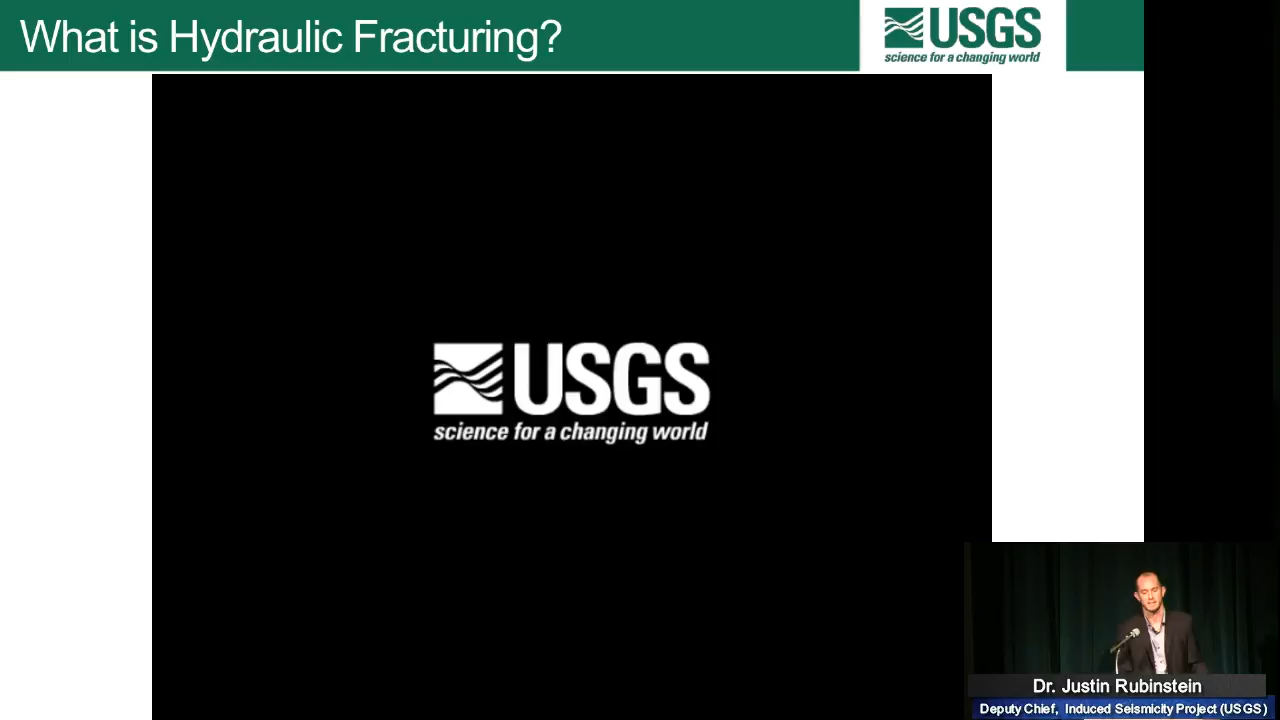 What is Hydraulic Fracturing?
USGS
science for a changing world
USGS
science for a changing world
Dr. Justin Rubinstein
Deputy Chief, Induced Seismicity Project (USGS)